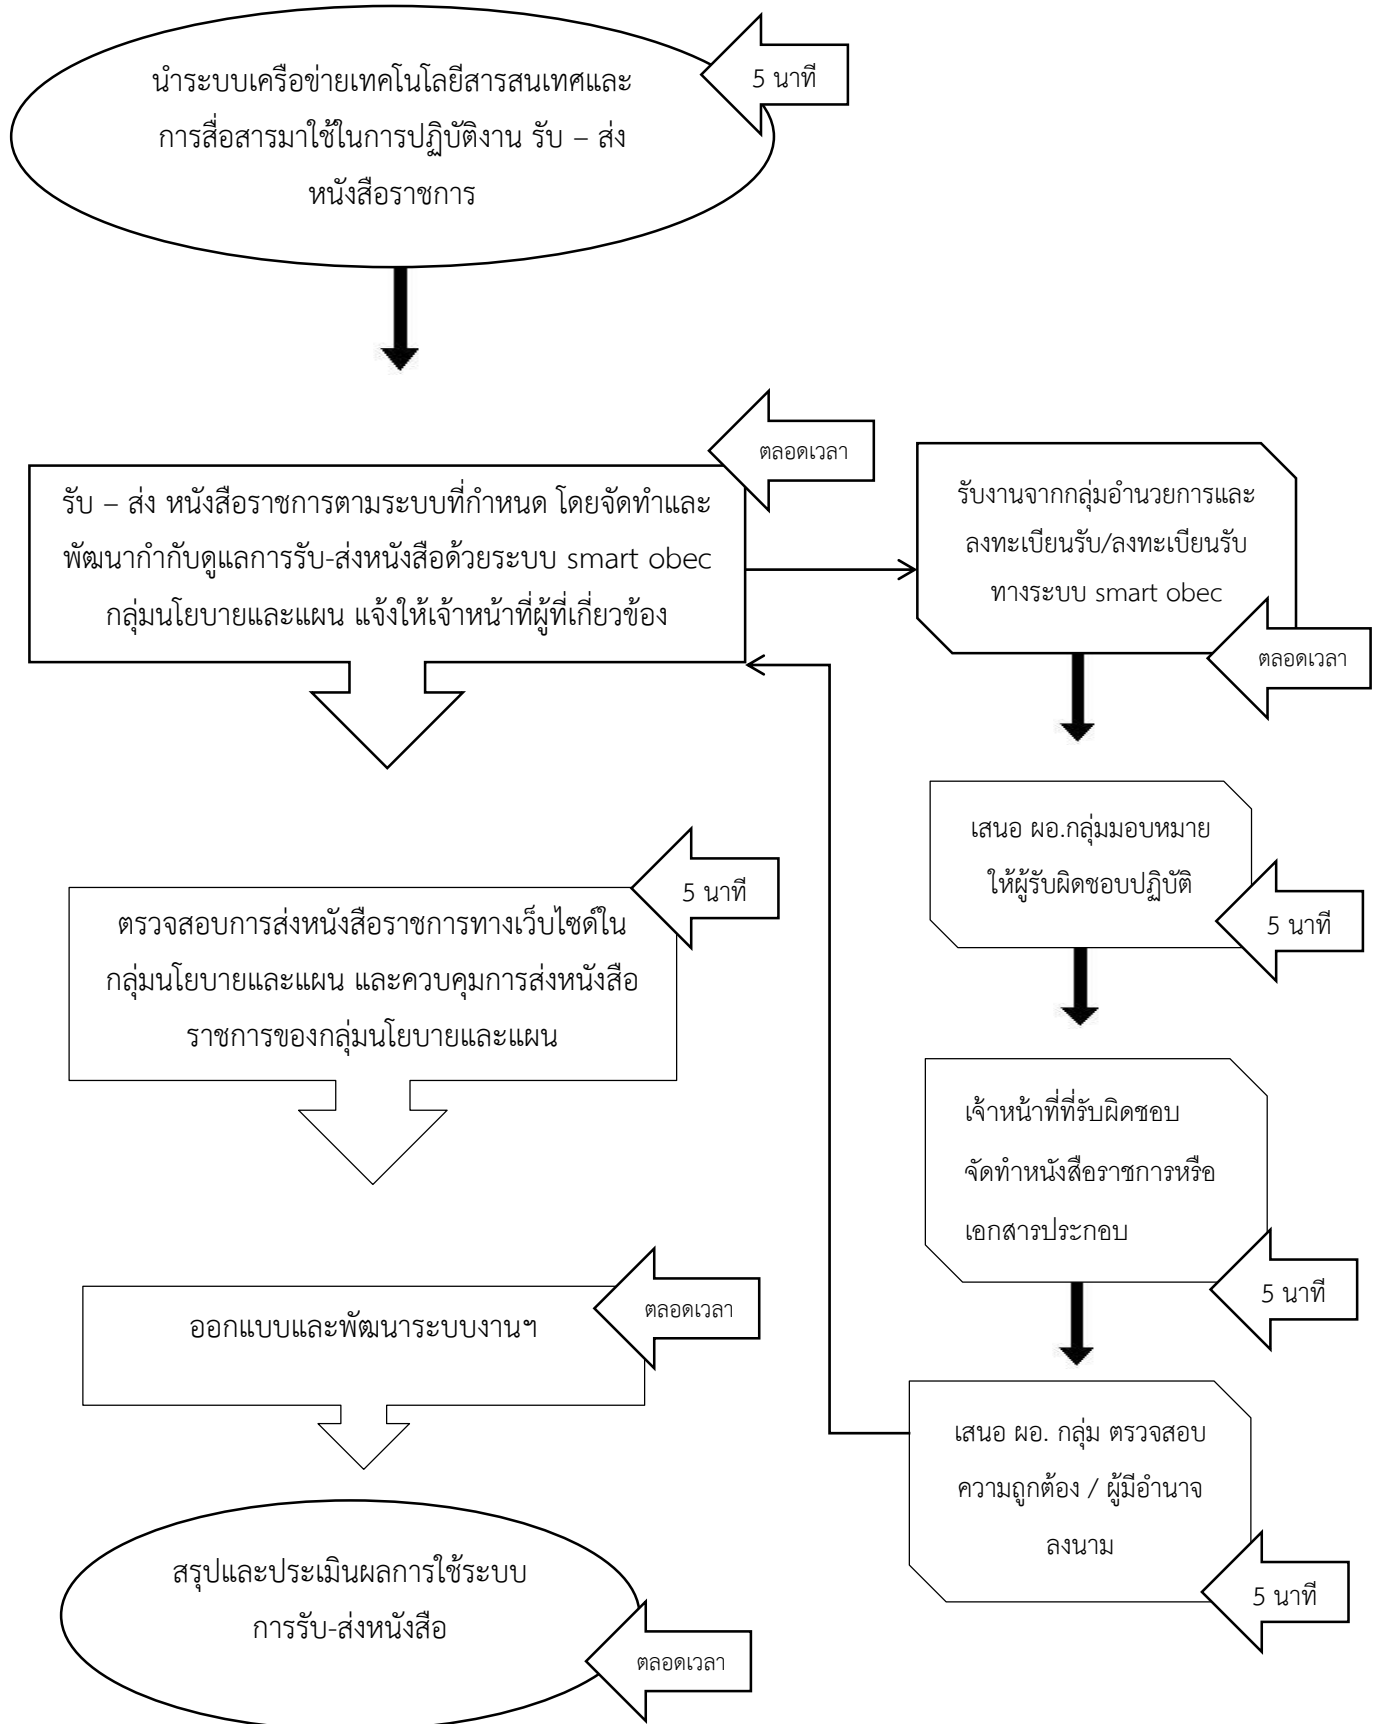 นำระบบเครือข่ายเทคโนโลยีสารสนเทศและ
การสื่อสารมาใช้ในการปฏิบัติงาน รับ – ส่ง
หนังสือราชการ
5 นาที
รับ – ส่ง หนังสือราชการตามระบบที่กำหนด โดยจัดทำและ
พัฒนากำกับดูแลการรับ-ส่งหนังสือด้วยระบบ smart obec
กลุ่มนโยบายและแผน แจ้งให้เจ้าหน้าที่ผู้ที่เกี่ยวข้อง
ตลอดเวลา
รับงานจากกลุ่มอำนวยการและ
ลงทะเบียนรับ/ลงทะเบียนรับ
ทางระบบ smart obec
ตลอดเวลา
เสนอ ผอ.กลุ่มมอบหมาย
ให้ผู้รับผิดชอบปฏิบัติ
5 นาที
เจ้าหน้าที่ที่รับผิดชอบ
จัดทำหนังสือราชการหรือ
เอกสารประกอบ
5 นาที
เสนอ ผอ. กลุ่ม ตรวจสอบ
ความถูกต้อง / ผู้มีอำนาจ
ลงนาม
5 นาที
ตรวจสอบการส่งหนังสือราชการทางเว็บไซด์ใน
กลุ่มนโยบายและแผน และควบคุมการส่งหนังสือ
ราชการของกลุ่มนโยบายและแผน
5 นาที
ออกแบบและพัฒนาระบบงานฯ
ตลอดเวลา
สรุปและประเมินผลการใช้ระบบ
การรับ-ส่งหนังสือ
ตลอดเวลา